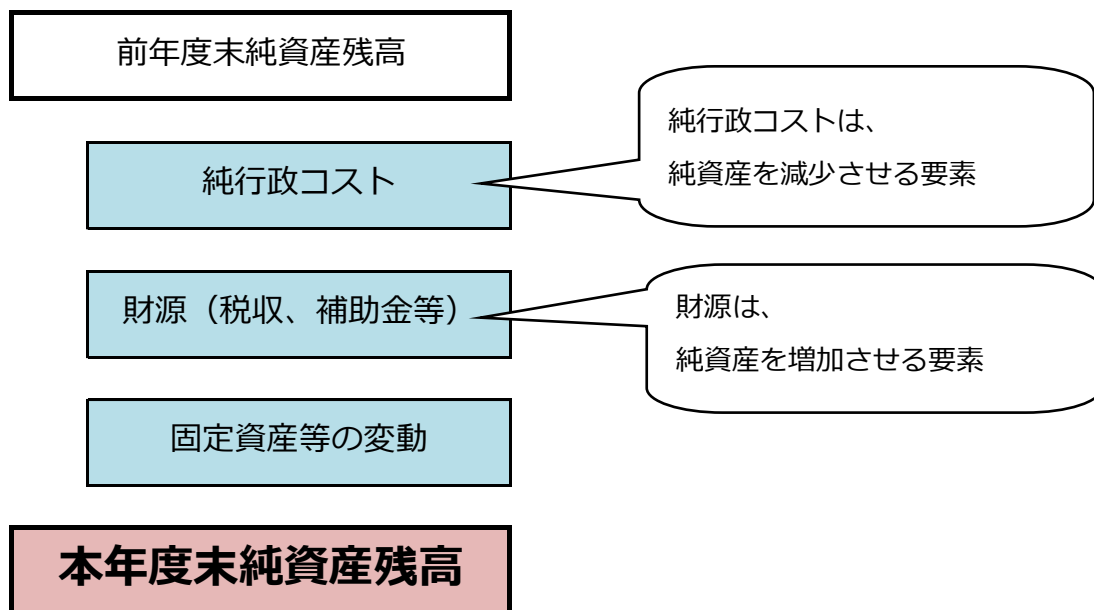 前年度末純資産残高
純行政コストは、
純資産を減少させる要素
純行政コスト
財源（税収、補助金等）
財源は、
純資産を増加させる要素
固定資産等の変動
本年度末純資産残高